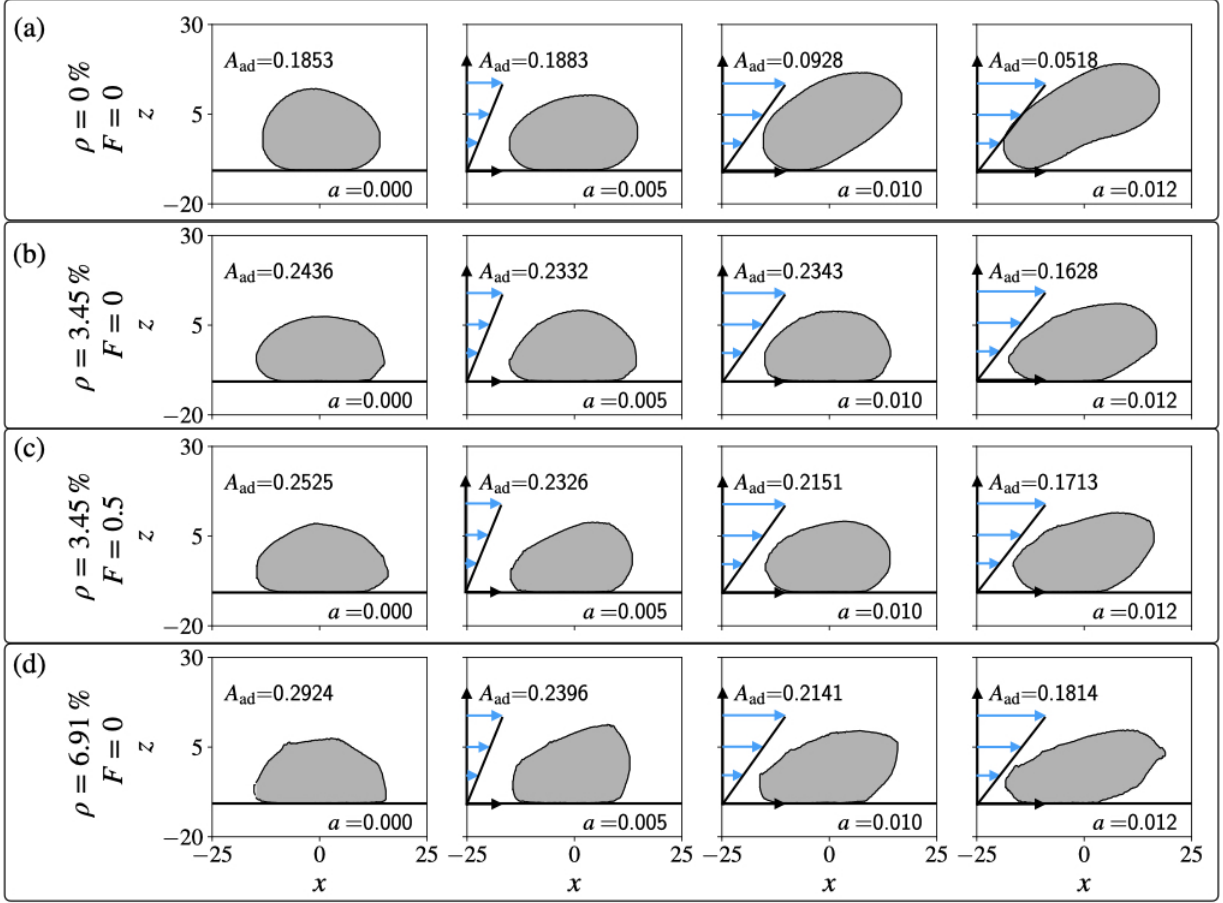 (a)
ρ = 0 %
F = 0
z
30
5
−20
A_ad=0.1853
a =0.000
A_ad=0.1883
a =0.005
A_ad=0.0928
a =0.010
A_ad=0.0518
a =0.012
(b)
ρ = 3.45 %
F = 0
z
30
5
−20
A_ad=0.2436
a =0.000
A_ad=0.2332
a =0.005
A_ad=0.2343
a =0.010
A_ad=0.1628
a =0.012
(c)
ρ = 3.45 %
F = 0.5
z
30
5
−20
A_ad=0.2525
a =0.000
A_ad=0.2326
a =0.005
A_ad=0.2151
a =0.010
A_ad=0.1713
a =0.012
(d)
ρ = 6.91 %
F = 0
z
30
5
−20
A_ad=0.2924
a =0.000
A_ad=0.2396
a =0.005
A_ad=0.2141
a =0.010
A_ad=0.1814
a =0.012
−25 0 25 −25 0 25 −25 0 25 −25 0 25
x x x x